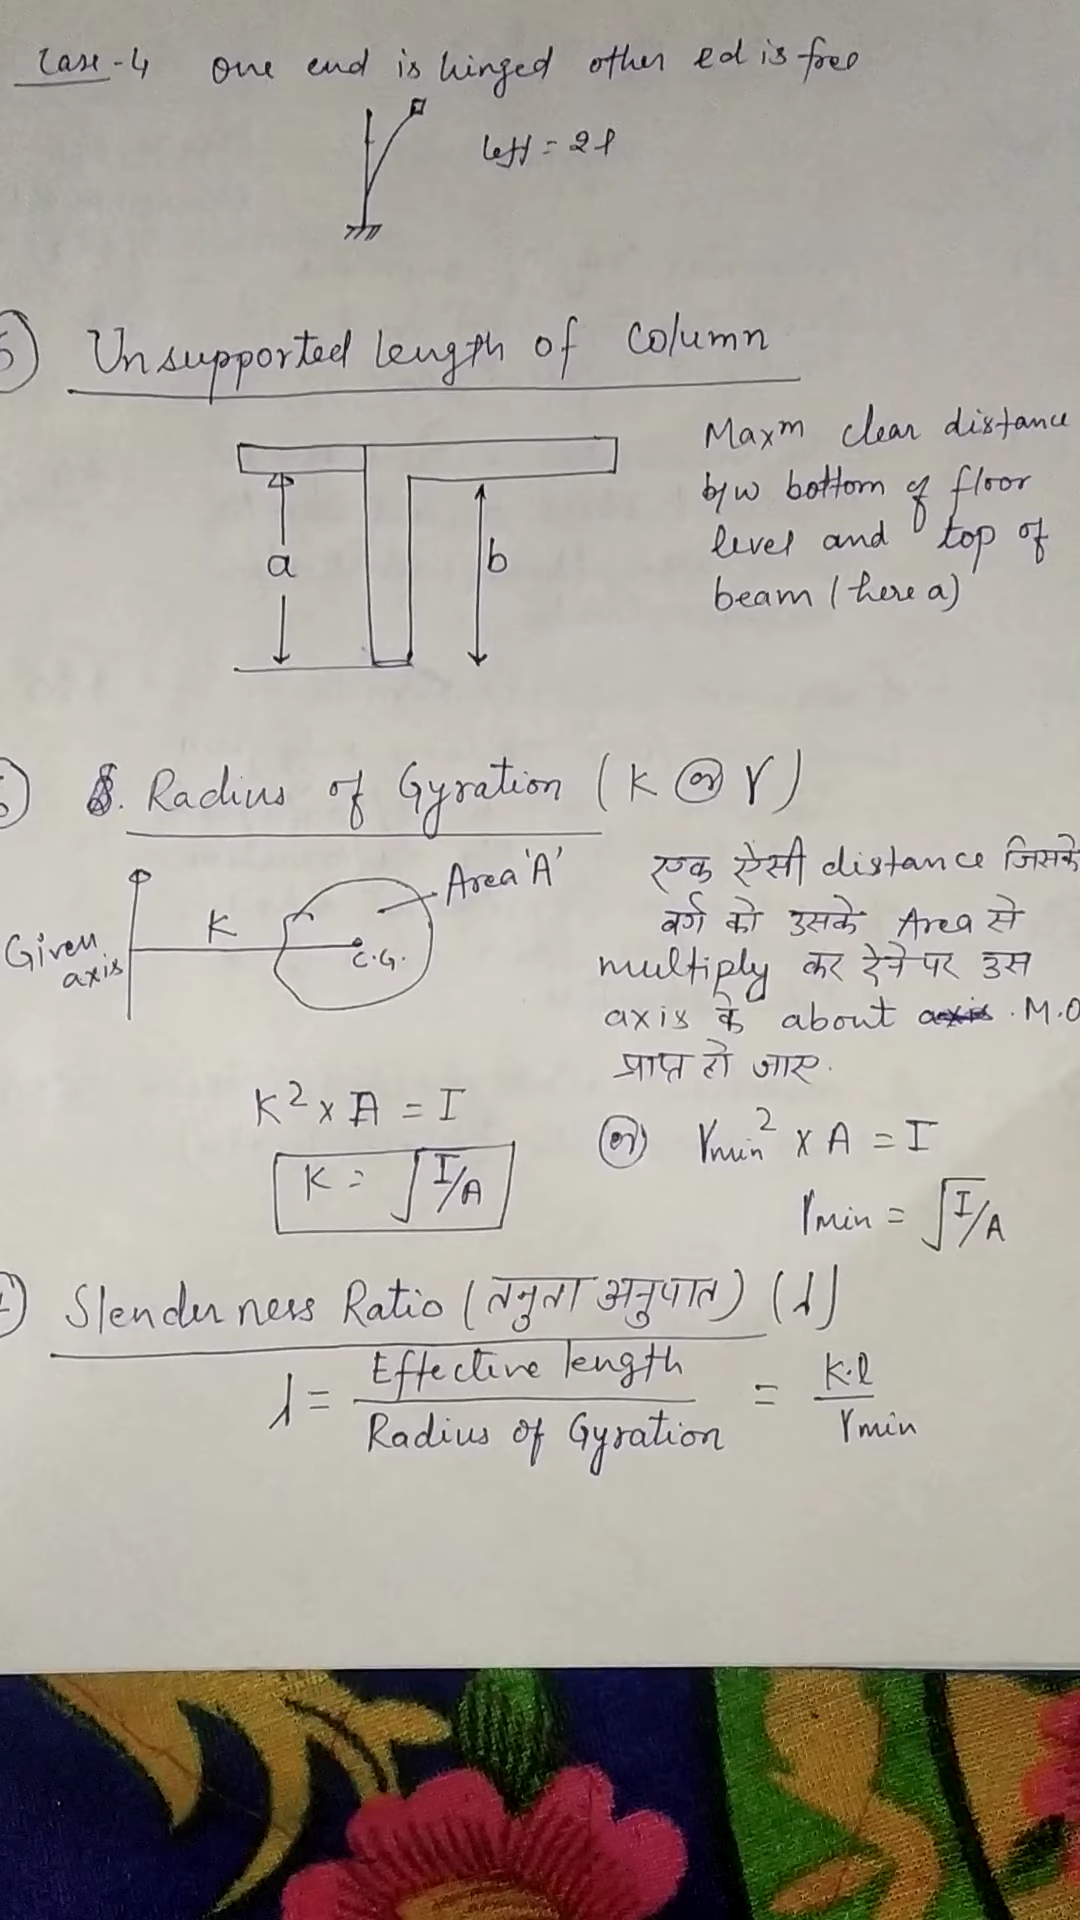 Case-4 one end is hinged other ed is free
leff = 2l
5) Unsupported length of column
Maxm clear distance
b/w bottom of floor
level and top of
beam (here a)
a
b
6) Radius of Gyration (K or r)
Area 'A'
K
Given
axis
C.G.
एक ऐसी distance जिसके
वर्ग को उसके Area से
multiply कर देने पर उस
axis के about M.O
प्राप्त हो जाए.
K² x A = I
K = √I/A
or rmin² x A = I
rmin = √I/A
Slenderness Ratio (तनुता अनुपात) (λ)
λ = Effective length / Radius of Gyration = K.l / rmin